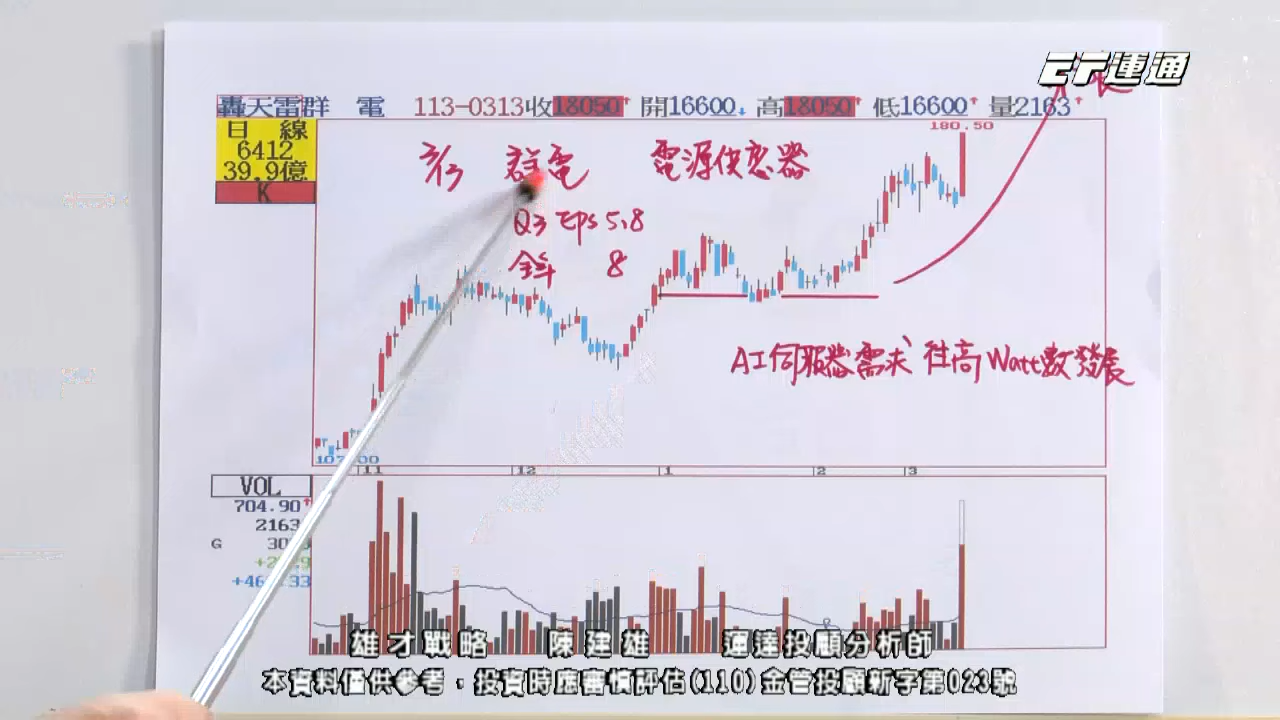 運通
轟天雷群 電 113-0313收18050↑ 開16600↓ 高18050↑ 低16600↑ 量2163↑
日 線
6412
39.9億
K
180.50
3/13 群電 電源供應器
Q3 EPS 5.8
全年 8
AI伺服器需求 往高Watt數發展
11 12 1 2 3
VOL
704.90↑
2163
G
雄才戰略 陳建雄 運達投顧分析師
本資料僅供參考,投資時應審慎評估(110)金管投顧新字第023號